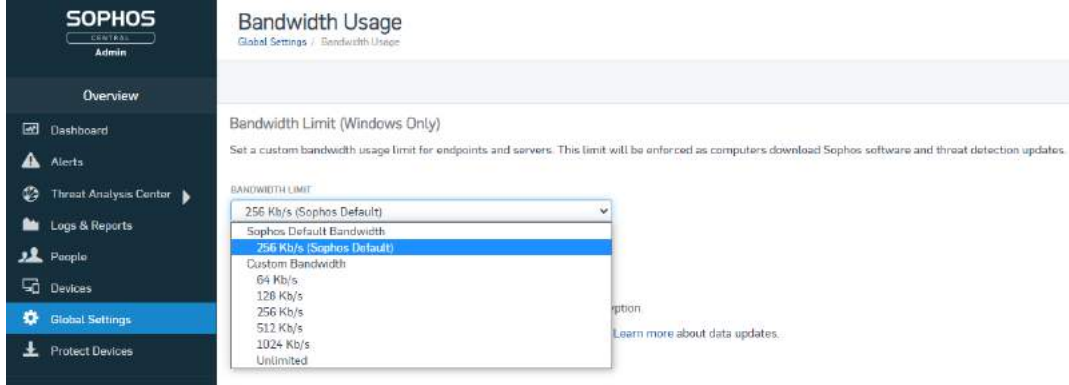 SOPHOS
CENTRAL
Admin
Overview
Dashboard
Alerts
Threat Analysis Center
Logs & Reports
People
Devices
Global Settings
Protect Devices
Bandwidth Usage
Global Settings / Bandwidth Usage
Bandwidth Limit (Windows Only)
Set a custom bandwidth usage limit for endpoints and servers. This limit will be enforced as computers download Sophos software and threat detection updates.
BANDWIDTH LIMIT
256 Kb/s (Sophos Default)
Sophos Default Bandwidth
256 Kb/s (Sophos Default)
Custom Bandwidth
64 Kb/s
128 Kb/s
256 Kb/s
512 Kb/s
1024 Kb/s
Unlimited
yption
Learn more about data updates.